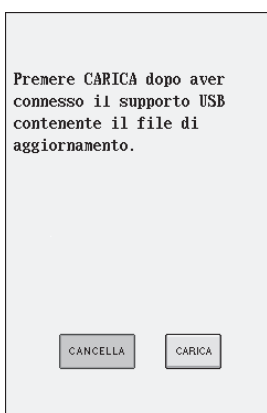 Premere CARICA dopo aver
connesso il supporto USB
contenente il file di
aggiornamento.
CANCELLA CARICA